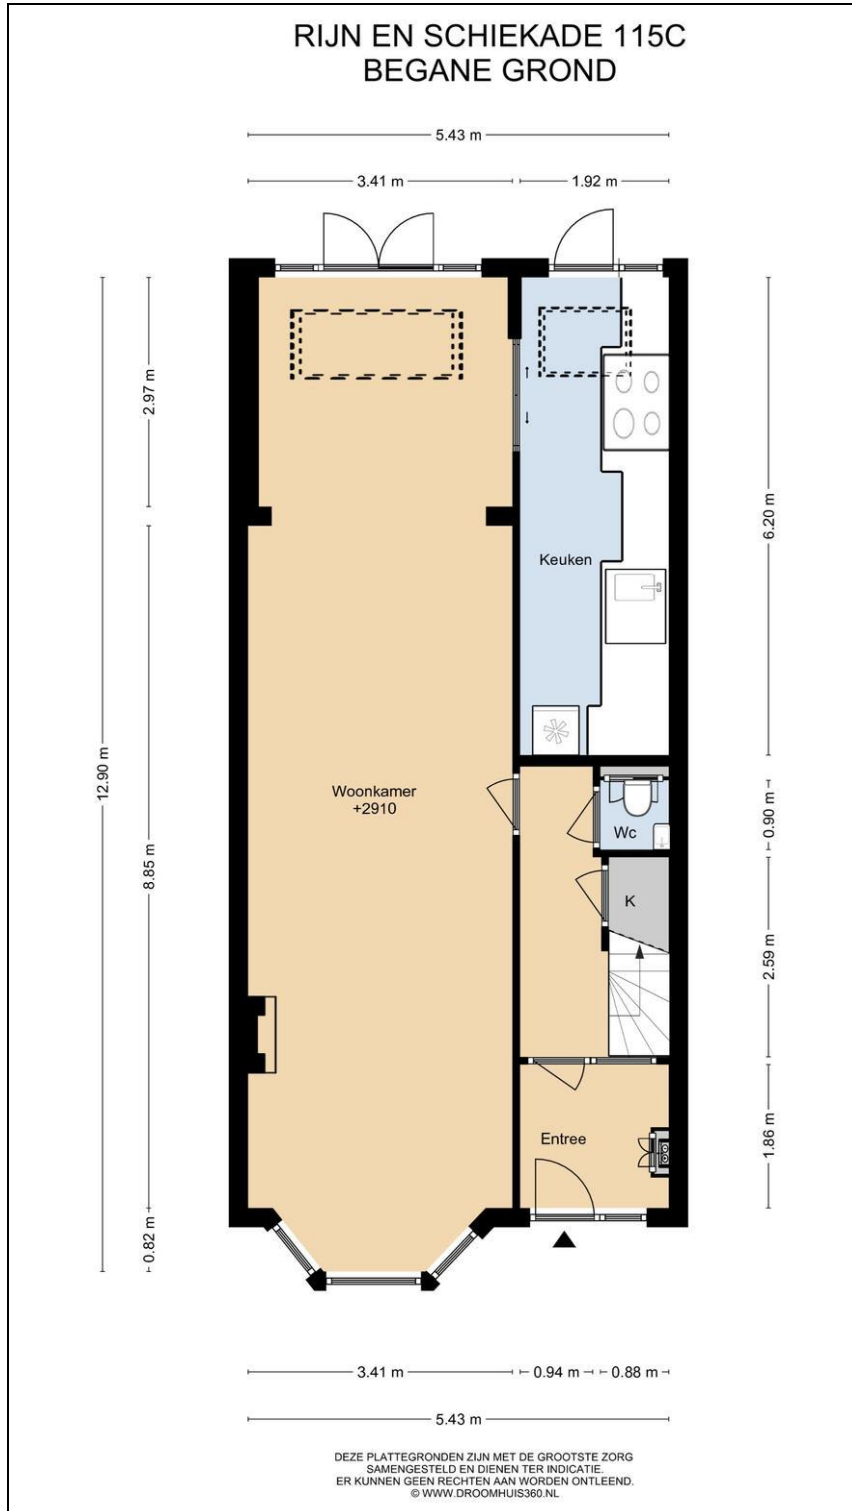 RIJN EN SCHIEKADE 115C
BEGANE GROND
5.43 m
3.41 m
1.92 m
2.97 m
6.20 m
Keuken
12.90 m
Woonkamer
+2910
8.85 m
Wc
0.90 m
K
2.59 m
Entree
1.86 m
0.82 m
3.41 m
0.94 m
0.88 m
5.43 m
DEZE PLATTEGRONDEN ZIJN MET DE GROOTSTE ZORG
SAMENGESTELD EN DIENEN TER INDICATIE.
ER KUNNEN GEEN RECHTEN AAN WORDEN ONTLEEND.
© WWW.DROOMHUIS360.NL